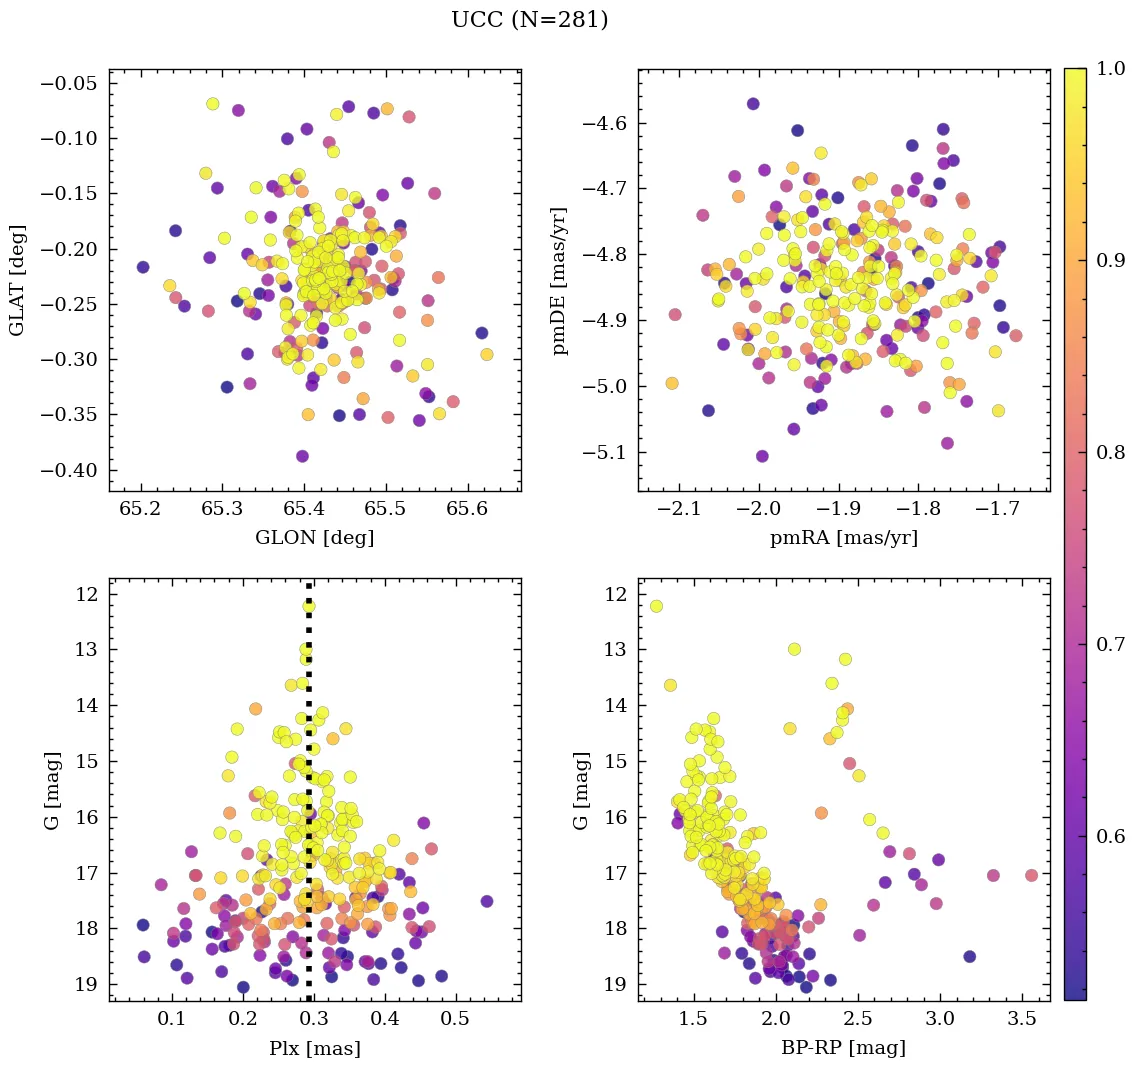 UCC (N=281)
−0.05
−0.10
−0.15
−0.20
−0.25
−0.30
−0.35
−0.40
GLAT [deg]
65.2 65.3 65.4 65.5 65.6
GLON [deg]
−4.6
−4.7
−4.8
−4.9
−5.0
−5.1
pmDE [mas/yr]
−2.1 −2.0 −1.9 −1.8 −1.7
pmRA [mas/yr]
12
13
14
15
16
17
18
19
G [mag]
0.1 0.2 0.3 0.4 0.5
Plx [mas]
12
13
14
15
16
17
18
19
G [mag]
1.5 2.0 2.5 3.0 3.5
BP-RP [mag]
1.0
0.9
0.8
0.7
0.6